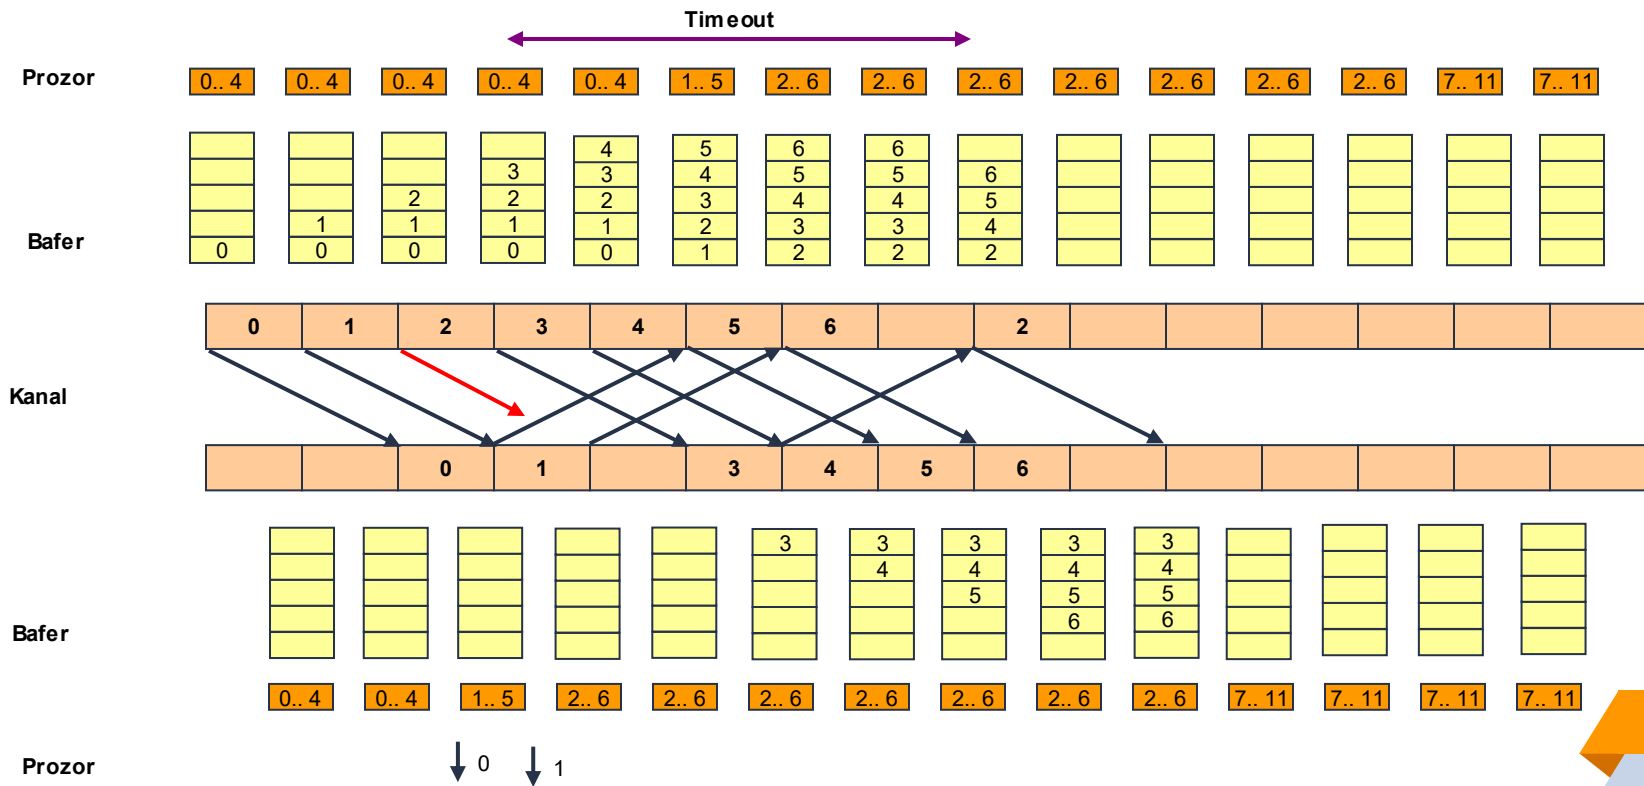 Timeout
Prozor 0.. 4 0.. 4 0.. 4 0.. 4 0.. 4 1.. 5 2.. 6 2.. 6 2.. 6 2.. 6 2.. 6 2.. 6 2.. 6 7.. 11 7.. 11
4 5 6 6
3 4 3 5 5 6
2 2 2 3 4 4 5
1 1 1 1 2 3 3 4
Bafer
0 0 0 0 0 1 2 2 2
0 1 2 3 4 5 6 2
Kanal
0 1 3 4 5 6
3 3 3 3 3
4 4 4 4
5 5 5
6 6
Bafer
0.. 4 0.. 4 1.. 5 2.. 6 2.. 6 2.. 6 2.. 6 2.. 6 2.. 6 2.. 6 7.. 11 7.. 11 7.. 11 7.. 11
Prozor 0 1